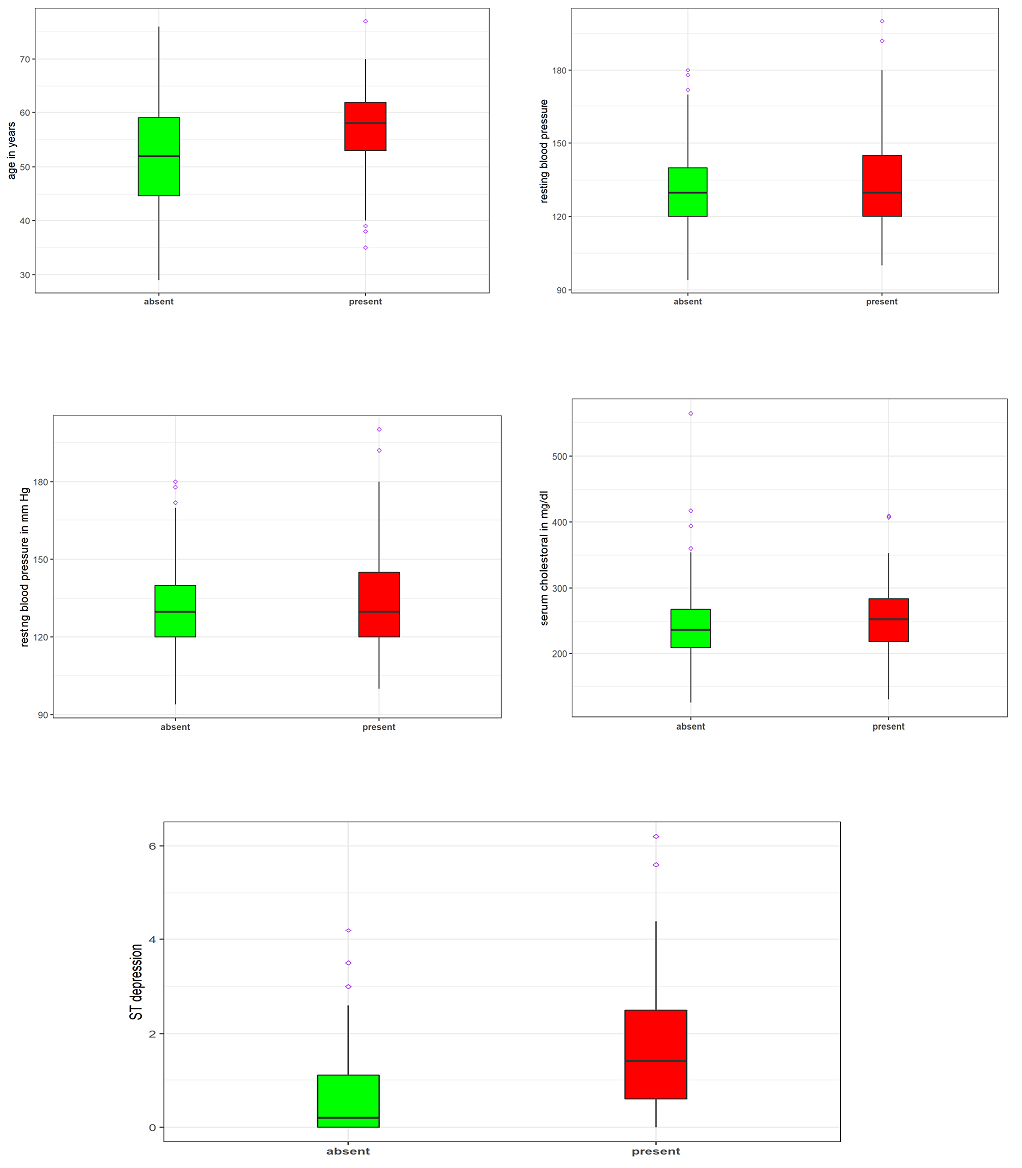 age in years
70
60
50
40
30
absent present
resting blood pressure
180
150
120
90
absent present
resting blood pressure in mm Hg
180
150
120
90
absent present
serum cholestoral in mg/dl
500
400
300
200
absent present
ST depression
6
4
2
0
absent present